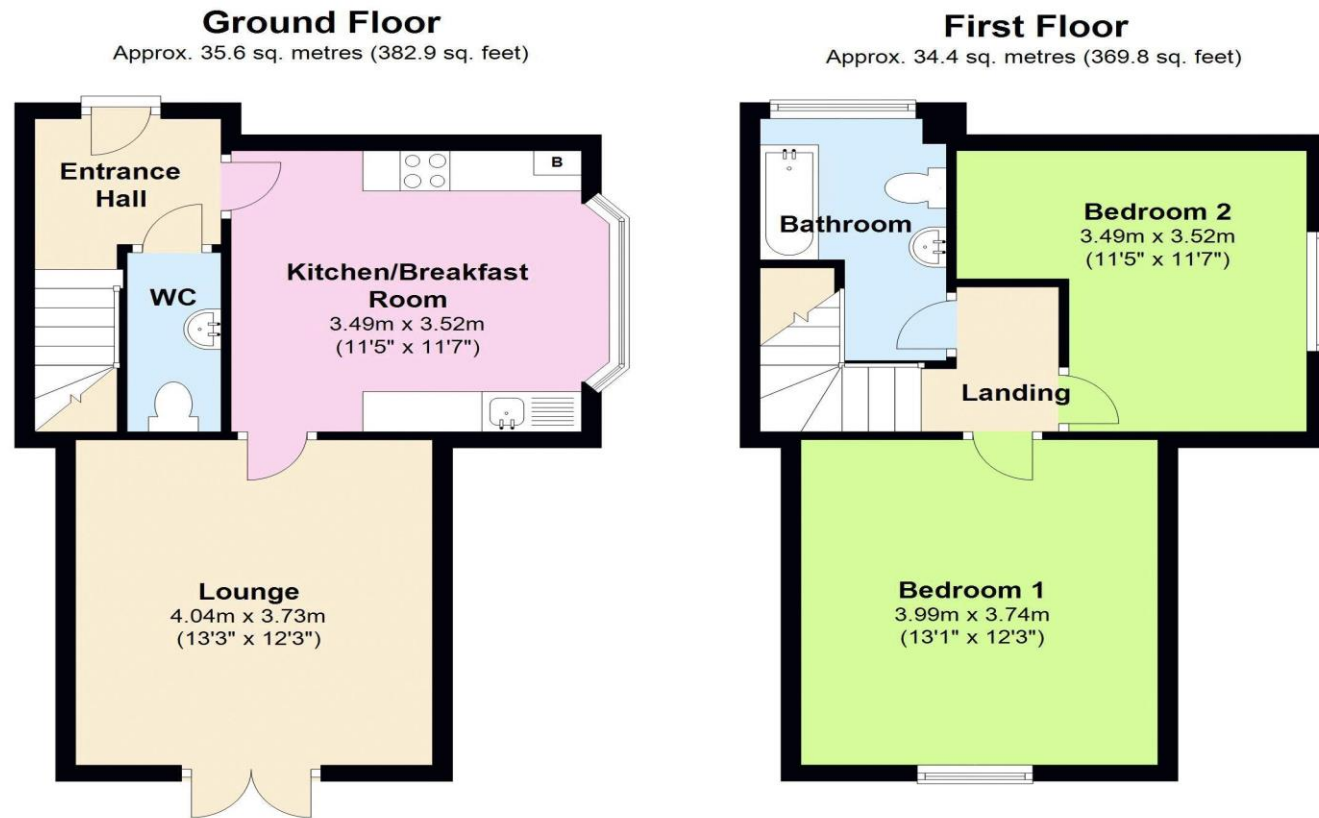 Ground Floor
Approx. 35.6 sq. metres (382.9 sq. feet)
Entrance
Hall
WC
B
Kitchen/Breakfast
Room
3.49m x 3.52m
(11'5" x 11'7")
Lounge
4.04m x 3.73m
(13'3" x 12'3")
First Floor
Approx. 34.4 sq. metres (369.8 sq. feet)
Bathroom
Bedroom 2
3.49m x 3.52m
(11'5" x 11'7")
Landing
Bedroom 1
3.99m x 3.74m
(13'1" x 12'3")